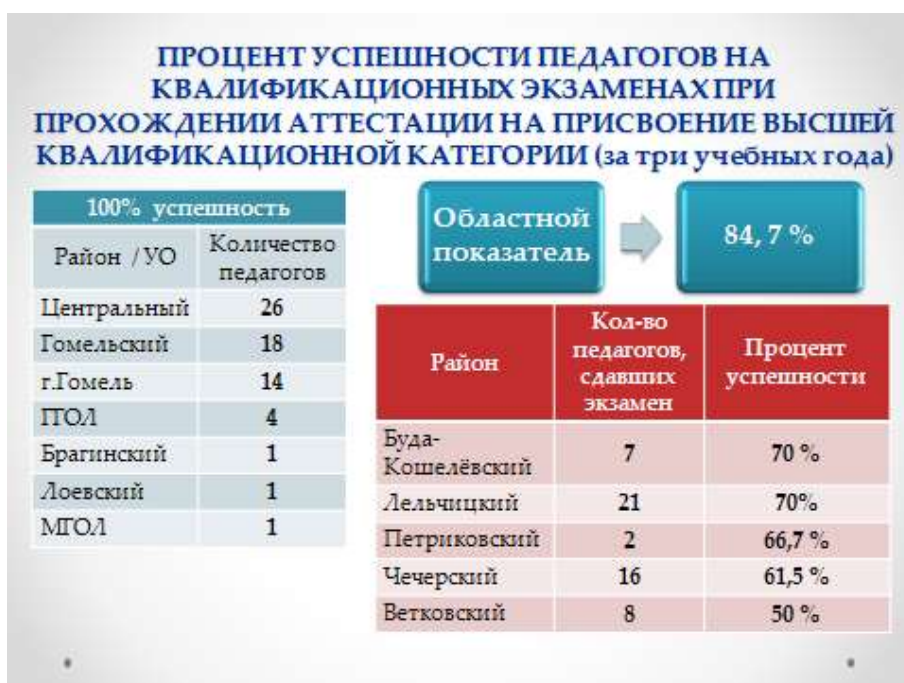 ПРОЦЕНТ УСПЕШНОСТИ ПЕДАГОГОВ НА
КВАЛИФИКАЦИОННЫХ ЭКЗАМЕНАХ ПРИ
ПРОХОЖДЕНИИ АТТЕСТАЦИИ НА ПРИСВОЕНИЕ ВЫСШЕЙ
КВАЛИФИКАЦИОННОЙ КАТЕГОРИИ (за три учебных года)
100% успешность
Район / УО Количество
педагогов
Центральный 26
Гомельский 18
г.Гомель 14
ГГОЛ 4
Брагинский 1
Лоевский 1
МГОЛ 1
Областной
показатель
84, 7 %
Район Кол-во
педагогов,
сдавших
экзамен Процент
успешности
Буда-
Кошелёвский 7 70 %
Лельчицкий 21 70%
Петриковский 2 66,7 %
Чечерский 16 61,5 %
Ветковский 8 50 %